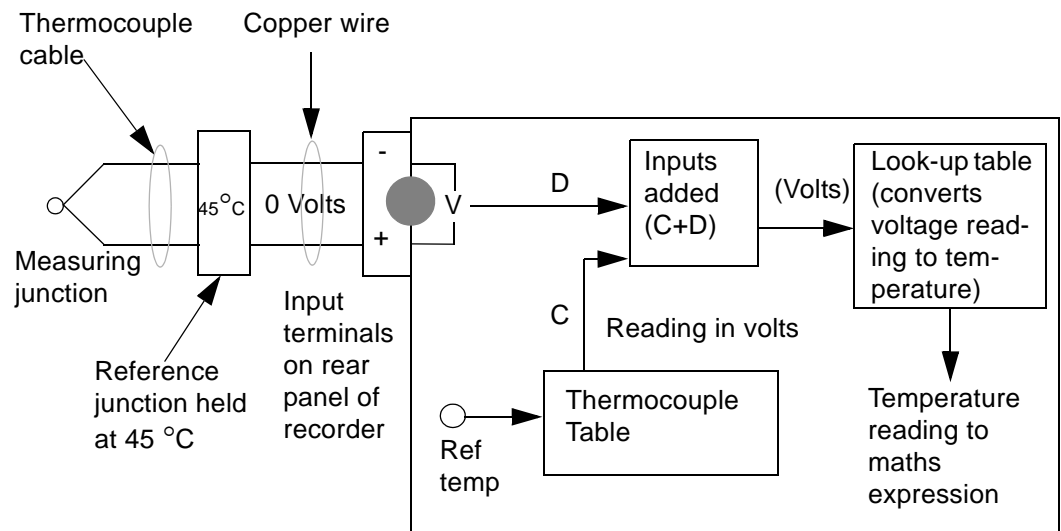 Thermocouple
cable
Copper wire
45°C
0 Volts
-
+
V
D
Inputs
added
(C+D)
(Volts)
Look-up table
(converts
voltage read-
ing to tem-
perature)
Measuring
junction
Reference
junction held
at 45 °C
Input
terminals
on rear
panel of
recorder
C
Reading in volts
Ref
temp
Thermocouple
Table
Temperature
reading to
maths
expression